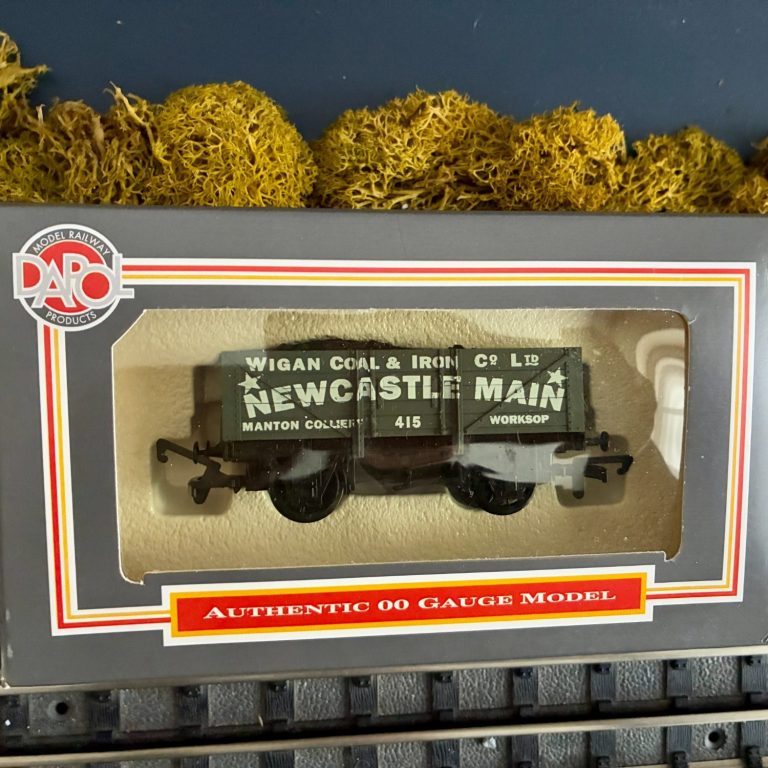 MODEL RAILWAY
DAPOL
PRODUCTS
WIGAN COAL & IRON Cº LTD
NEWCASTLE MAIN
MANTON COLLIERY 415 WORKSOP
AUTHENTIC 00 GAUGE MODEL